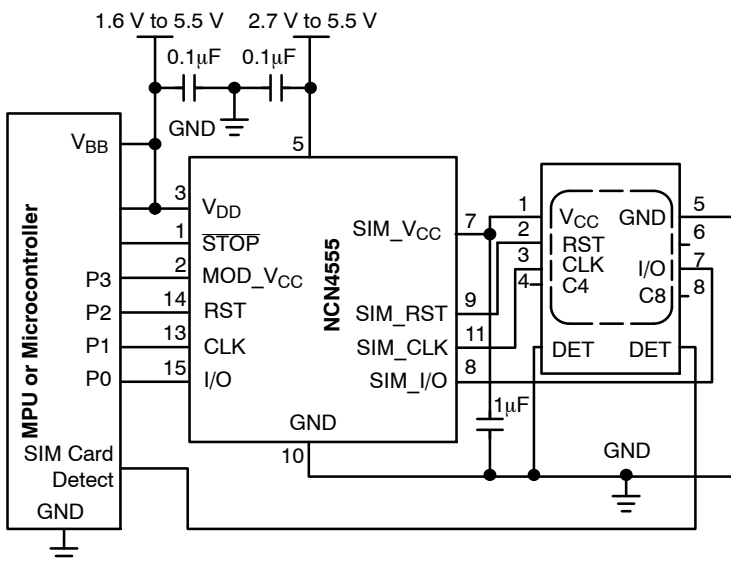 1.6 V to 5.5 V
2.7 V to 5.5 V
0.1μF
0.1μF
GND
5
MPU or Microcontroller
VBB
P3
P2
P1
P0
SIM Card
Detect
GND
3
1
2
14
13
15
VDD
STOP
MOD_VCC
RST
CLK
I/O
NCN4555
SIM_VCC
SIM_RST
SIM_CLK
SIM_I/O
GND
10
7
9
11
8
1μF
1
2
3
4
VCC
RST
CLK
C4
GND
I/O
C8
5
6
7
8
DET
DET
GND